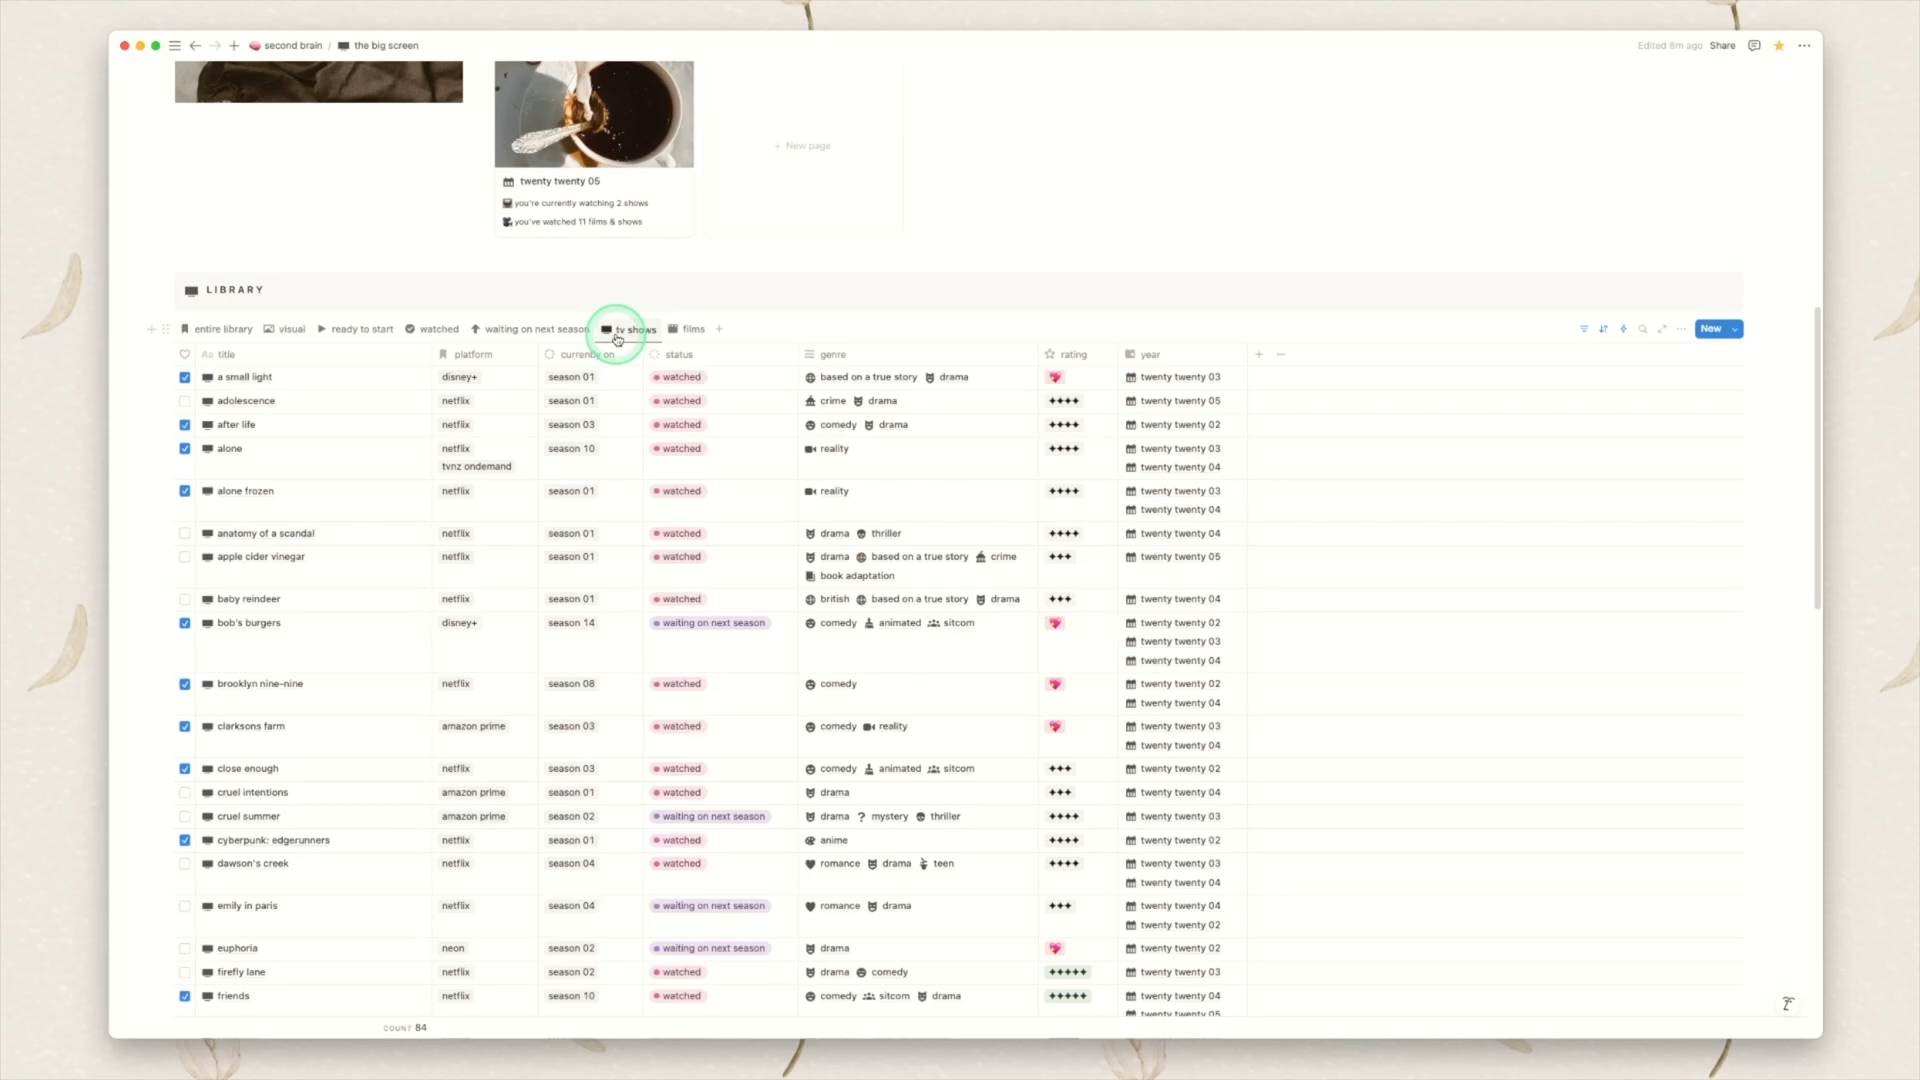 second brain / the big screen
Edited 8m ago Share
+ New page
twenty twenty 05
you're currently watching 2 shows
you've watched 11 films & shows
LIBRARY
entire library visual ready to start watched waiting on next season tv shows films New
Aa title platform currently on status genre rating year
a small light disney+ season 01 watched based on a true story drama twenty twenty 03
adolescence netflix season 01 watched crime drama twenty twenty 05
after life netflix season 03 watched comedy drama twenty twenty 02
alone netflix season 10 watched reality twenty twenty 03
tvnz ondemand twenty twenty 04
alone frozen netflix season 01 watched reality twenty twenty 03
twenty twenty 04
anatomy of a scandal netflix season 01 watched drama thriller twenty twenty 04
apple cider vinegar netflix season 01 watched drama based on a true story crime twenty twenty 05
book adaptation
baby reindeer netflix season 01 watched british based on a true story drama twenty twenty 04
bob's burgers disney+ season 14 waiting on next season comedy animated sitcom twenty twenty 02
twenty twenty 03
twenty twenty 04
brooklyn nine-nine netflix season 08 watched comedy twenty twenty 02
twenty twenty 04
clarksons farm amazon prime season 03 watched comedy reality twenty twenty 03
twenty twenty 04
close enough netflix season 03 watched comedy animated sitcom twenty twenty 02
cruel intentions amazon prime season 01 watched drama twenty twenty 04
cruel summer amazon prime season 02 waiting on next season drama mystery thriller twenty twenty 03
cyberpunk: edgerunners netflix season 01 watched anime twenty twenty 02
dawson's creek netflix season 04 watched romance drama teen twenty twenty 03
twenty twenty 04
emily in paris netflix season 04 waiting on next season romance drama twenty twenty 04
twenty twenty 02
euphoria neon season 02 waiting on next season drama twenty twenty 02
firefly lane netflix season 02 watched drama comedy twenty twenty 03
friends netflix season 10 watched comedy sitcom drama twenty twenty 04
twenty twenty 05
COUNT 84